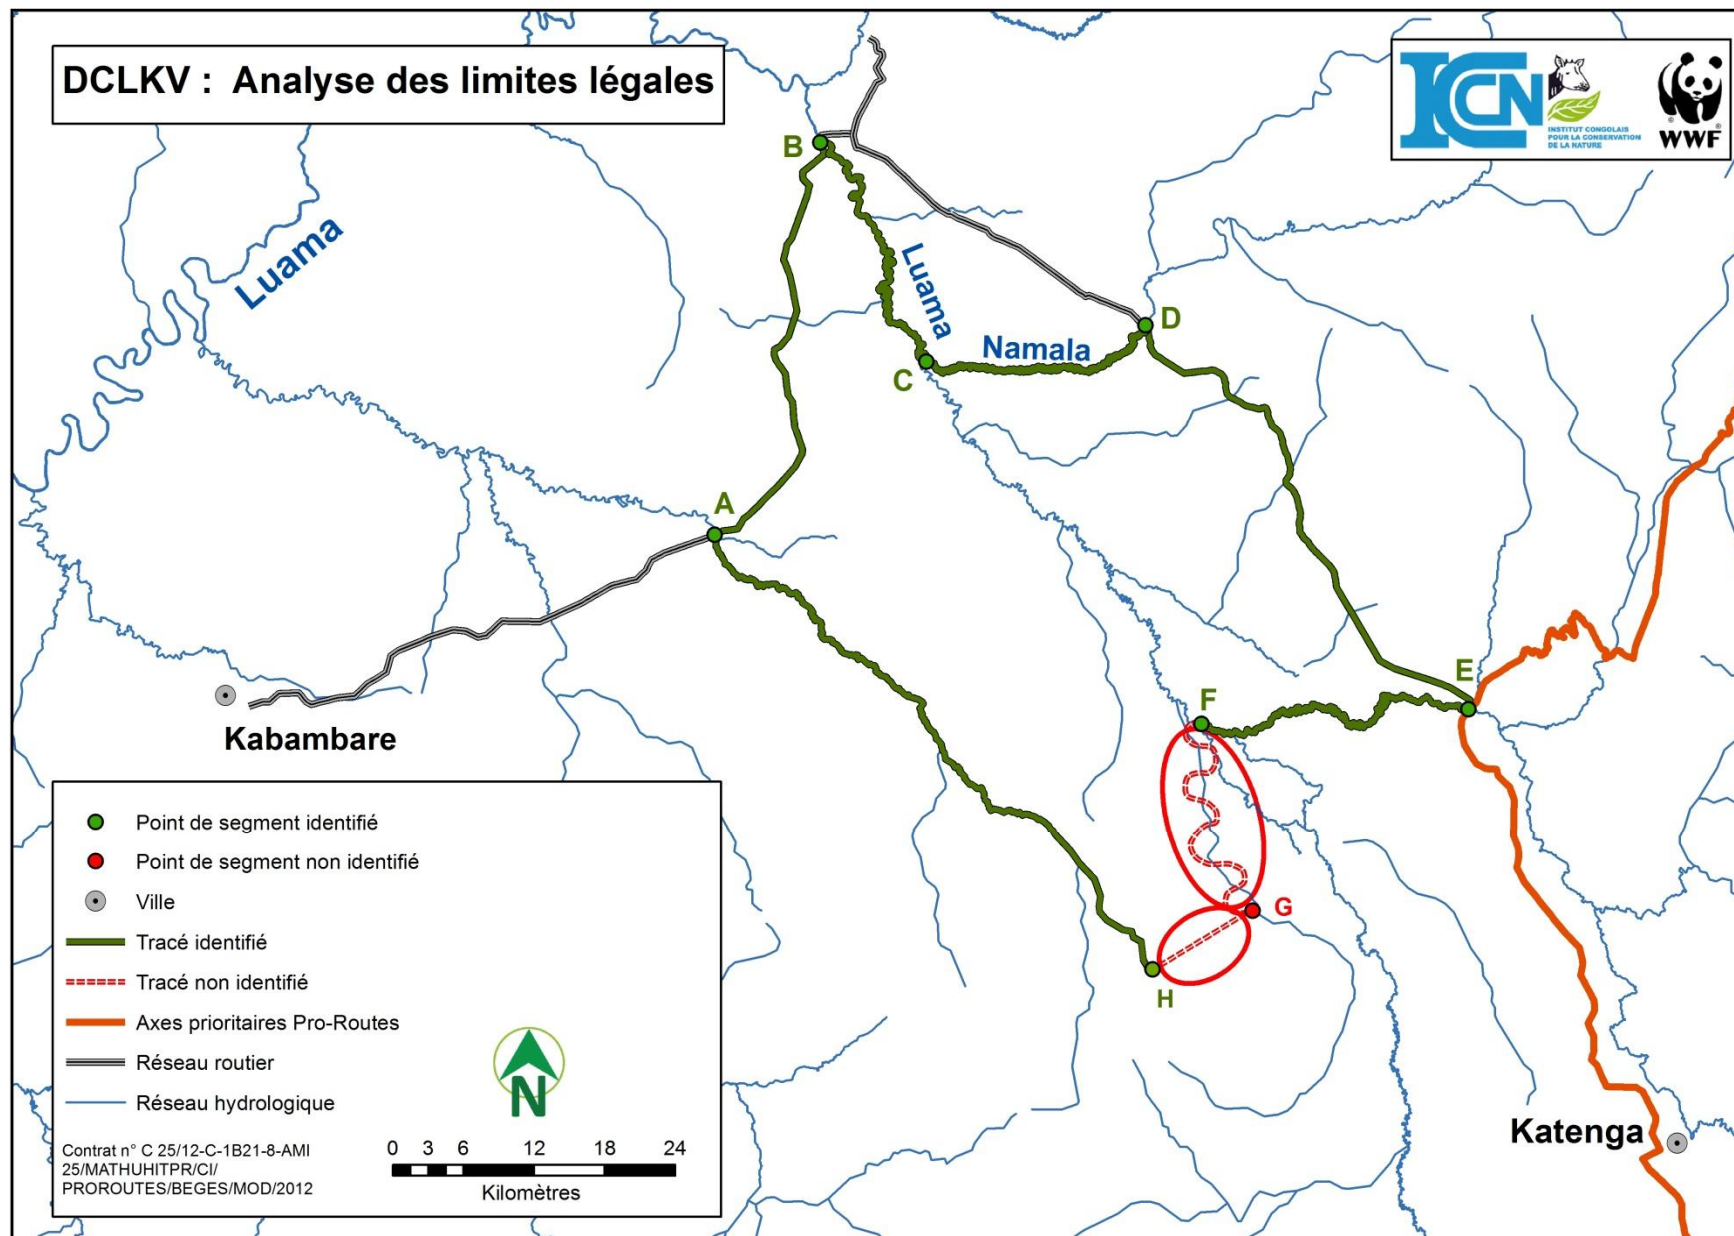 DCLKV : Analyse des limites légales
ICCN
INSTITUT CONGOLAIS
POUR LA CONSERVATION
DE LA NATURE
WWF
B
Luama
Luama
D
Namala
C
A
E
F
Kabambare
G
H
Point de segment identifié
Point de segment non identifié
Ville
Tracé identifié
Tracé non identifié
Axes prioritaires Pro-Routes
Réseau routier
Réseau hydrologique
N
Contrat n° C 25/12-C-1B21-8-AMI
25/MATHUHITPR/CI/
PROROUTES/BEGES/MOD/2012
0 3 6 12 18 24
Kilomètres
Katenga